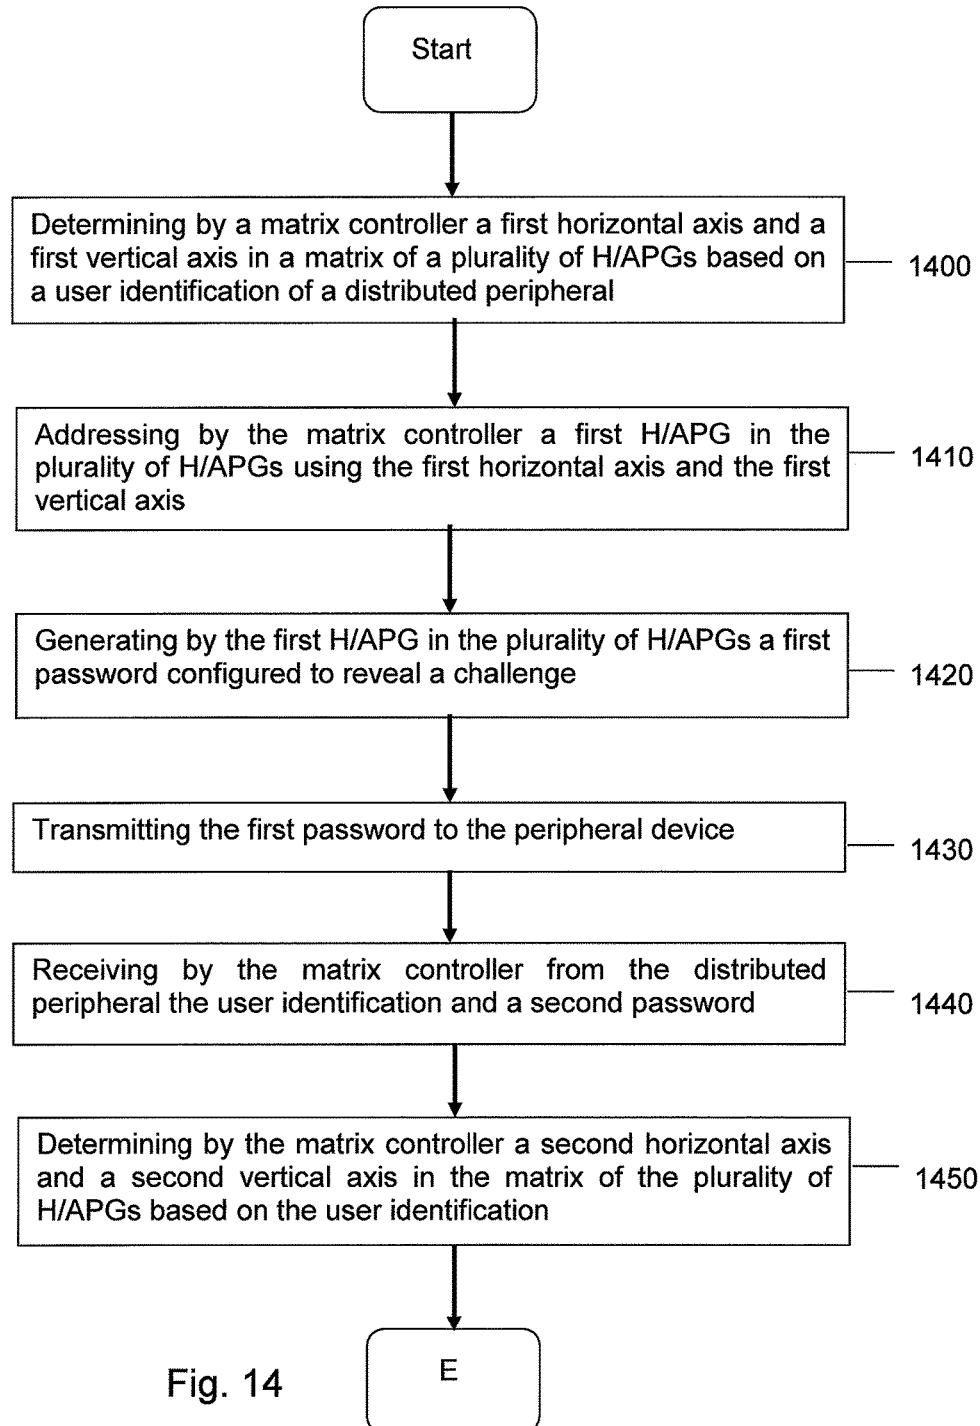 Start
Determining by a matrix controller a first horizontal axis and a
first vertical axis in a matrix of a plurality of H/APGs based on
a user identification of a distributed peripheral
1400
Addressing by the matrix controller a first H/APG in the
plurality of H/APGs using the first horizontal axis and the first
vertical axis
1410
Generating by the first H/APG in the plurality of H/APGs a first
password configured to reveal a challenge
1420
Transmitting the first password to the peripheral device
1430
Receiving by the matrix controller from the distributed
peripheral the user identification and a second password
1440
Determining by the matrix controller a second horizontal axis
and a second vertical axis in the matrix of the plurality of
H/APGs based on the user identification
1450
E
Fig. 14